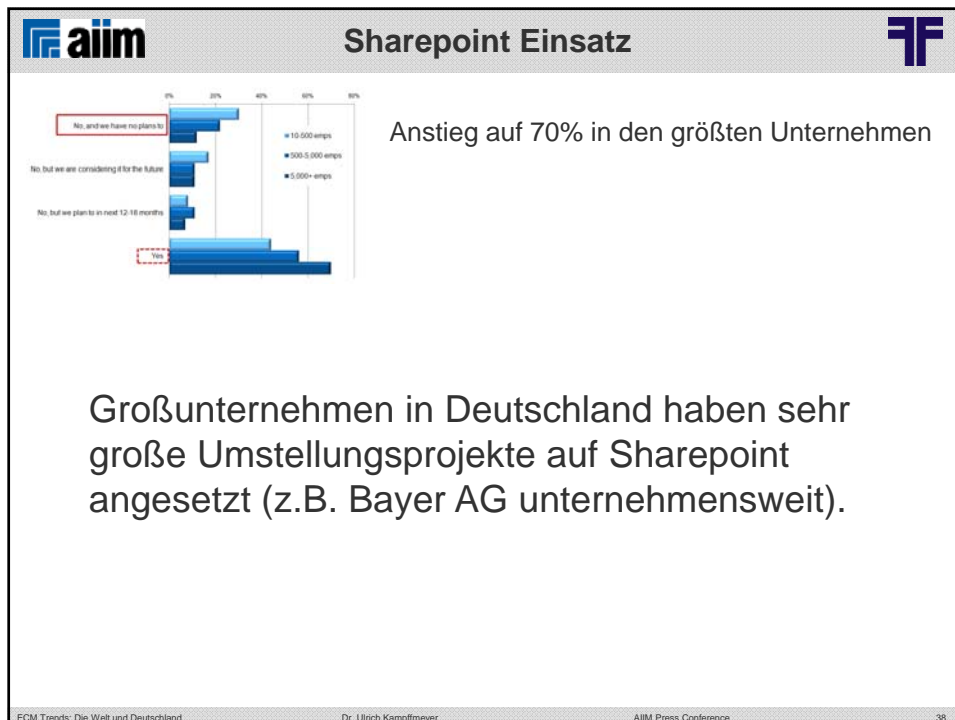 aiim
Sharepoint Einsatz
0% 20% 40% 60% 80%
No, and we have no plans to
No, but we are considering it for the future
No, but we plan to in next 12-18 months
Yes
10-500 emps
500-5,000 emps
5,000+ emps
Anstieg auf 70% in den größten Unternehmen
Großunternehmen in Deutschland haben sehr
große Umstellungsprojekte auf Sharepoint
angesetzt (z.B. Bayer AG unternehmensweit).
ECM Trends: Die Welt und Deutschland
Dr. Ulrich Kampffmeyer
AIIM Press Conference
38